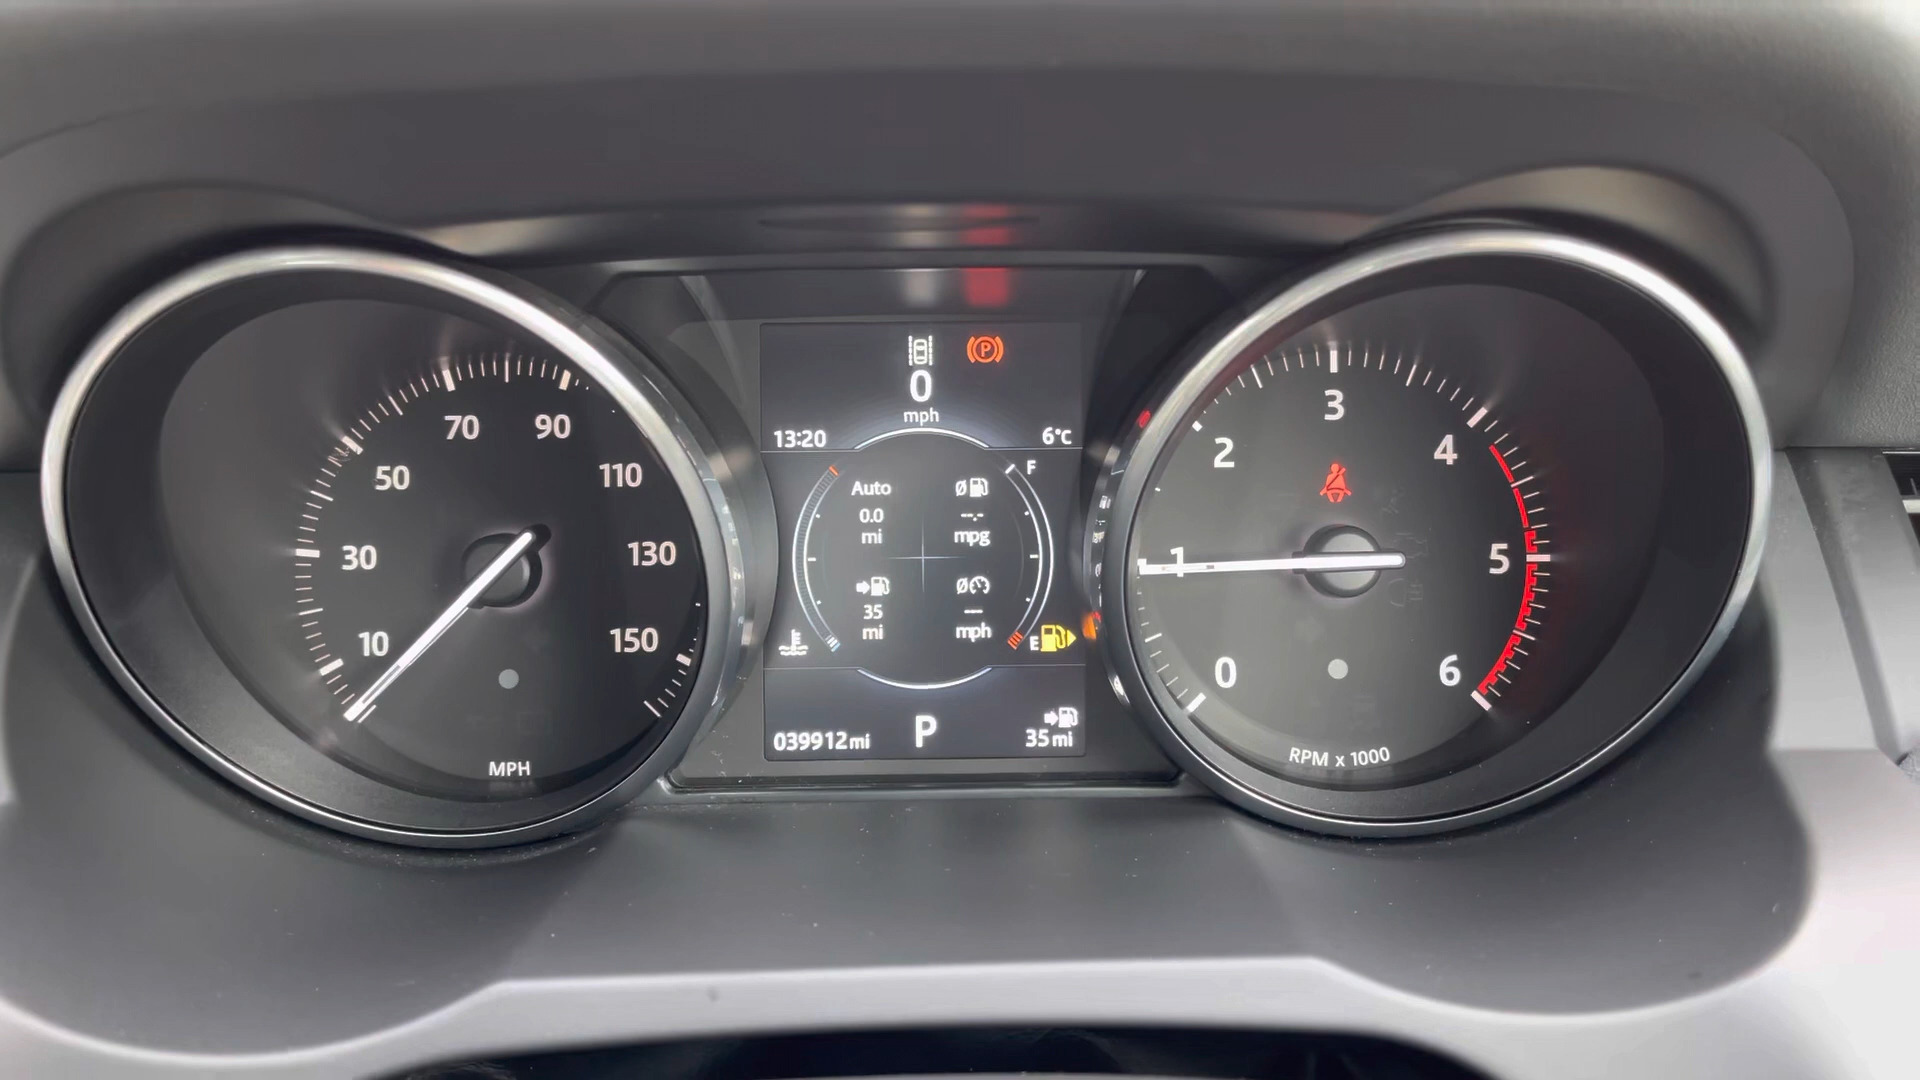 70 90
50 110
30 130
10 150
MPH
P
0
mph
13:20 6°C
F
Auto
0.0
mi
--.-
mpg
35
mi
---
mph
E
039912mi P 35mi
3
2 4
1 5
0 6
RPM x 1000